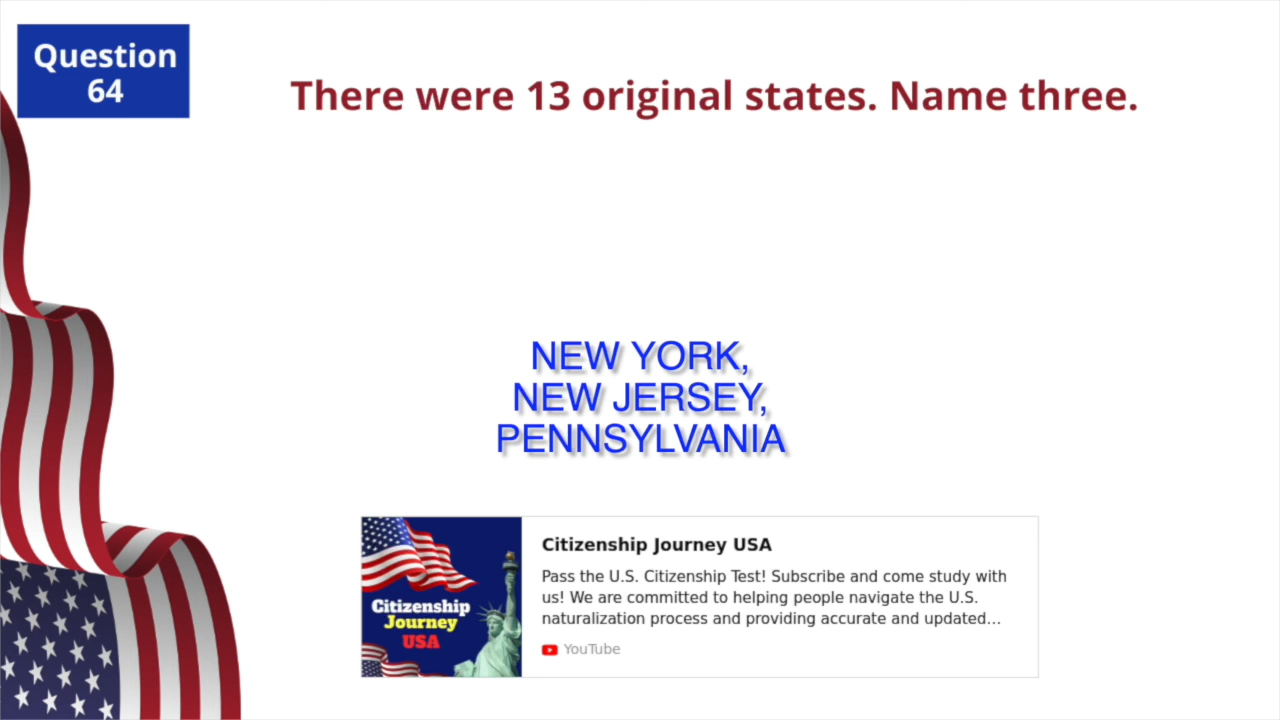 Question
64
There were 13 original states. Name three.
NEW YORK,
NEW JERSEY,
PENNSYLVANIA
Citizenship
Journey
USA
Citizenship Journey USA
Pass the U.S. Citizenship Test! Subscribe and come study with
us! We are committed to helping people navigate the U.S.
naturalization process and providing accurate and updated...
YouTube